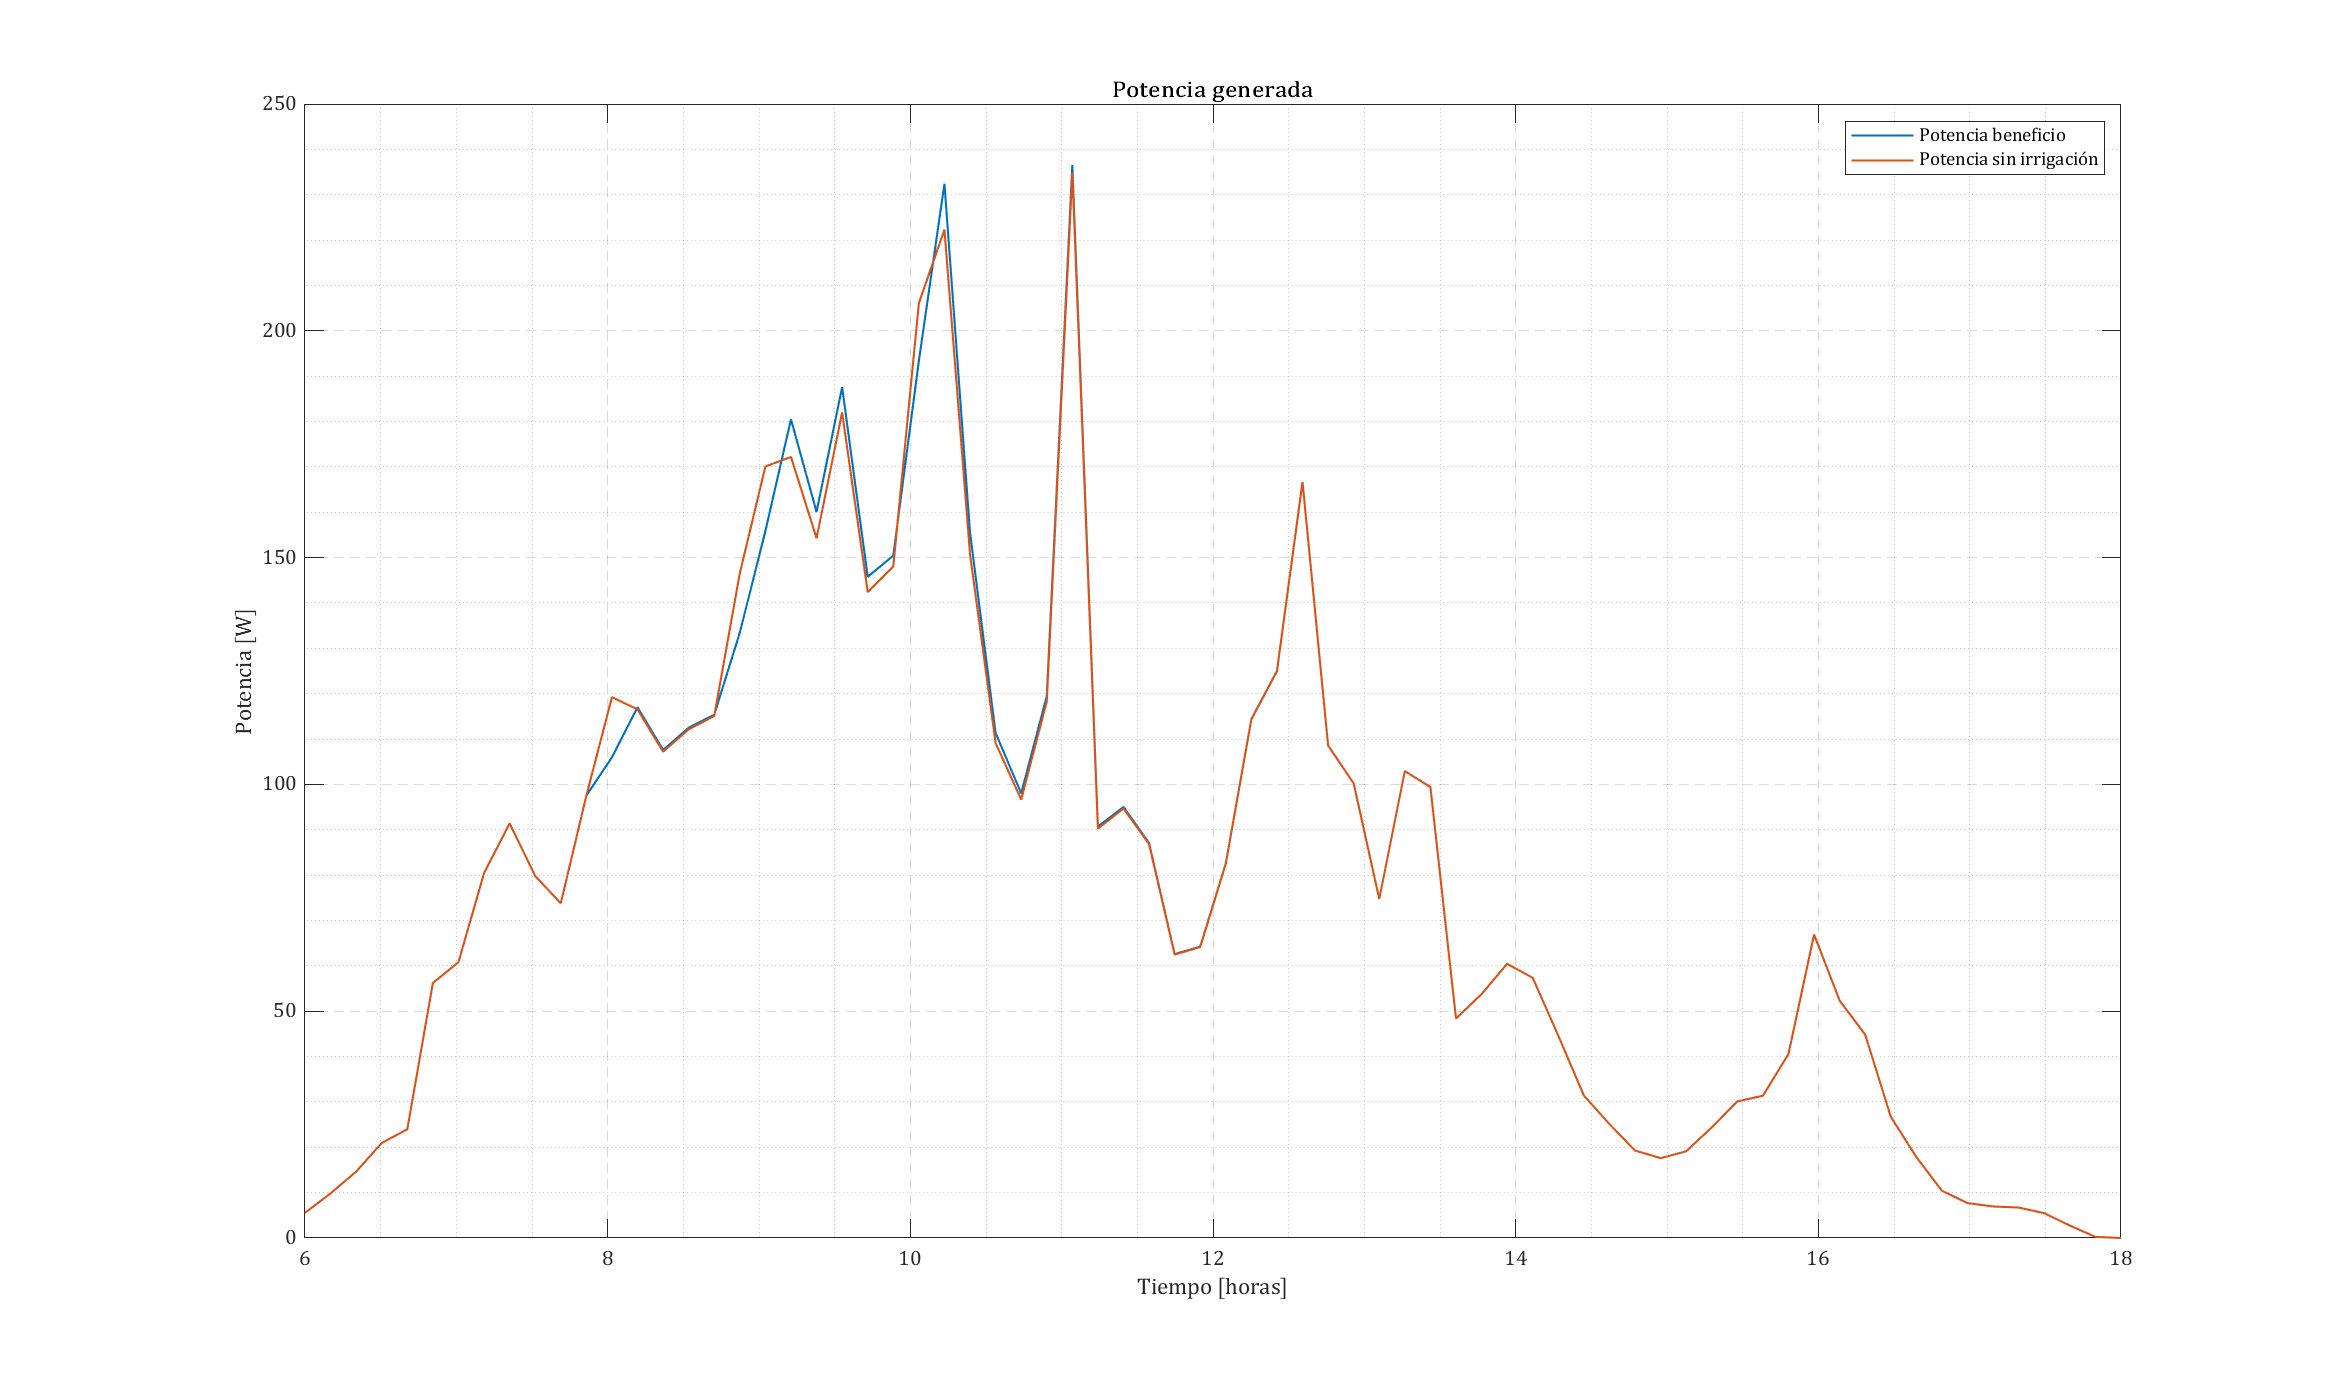 Potencia generada
250
200
150
100
50
0
Potencia [W]
Potencia beneficio
Potencia sin irrigación
6 8 10 12 14 16 18
Tiempo [horas]